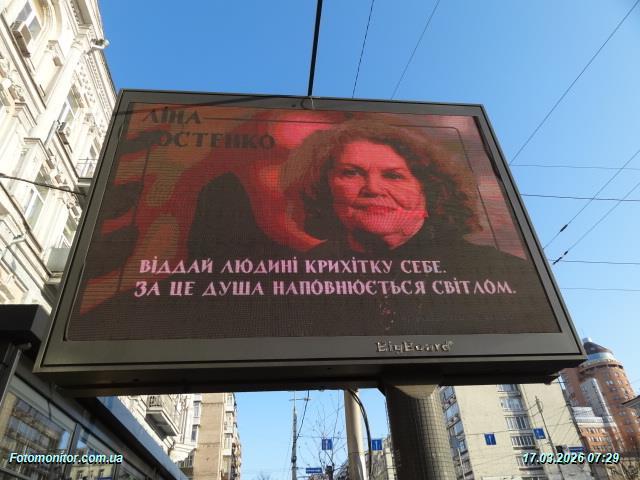 ЛІНА
КОСТЕНКО
ВІДДАЙ ЛЮДИНІ КРИХІТКУ СЕБЕ.
ЗА ЦЕ ДУША НАПОВНЮЄТЬСЯ СВІТЛОМ.
BigBoard
Fotomonitor.com.ua
17.03.2026 07:29